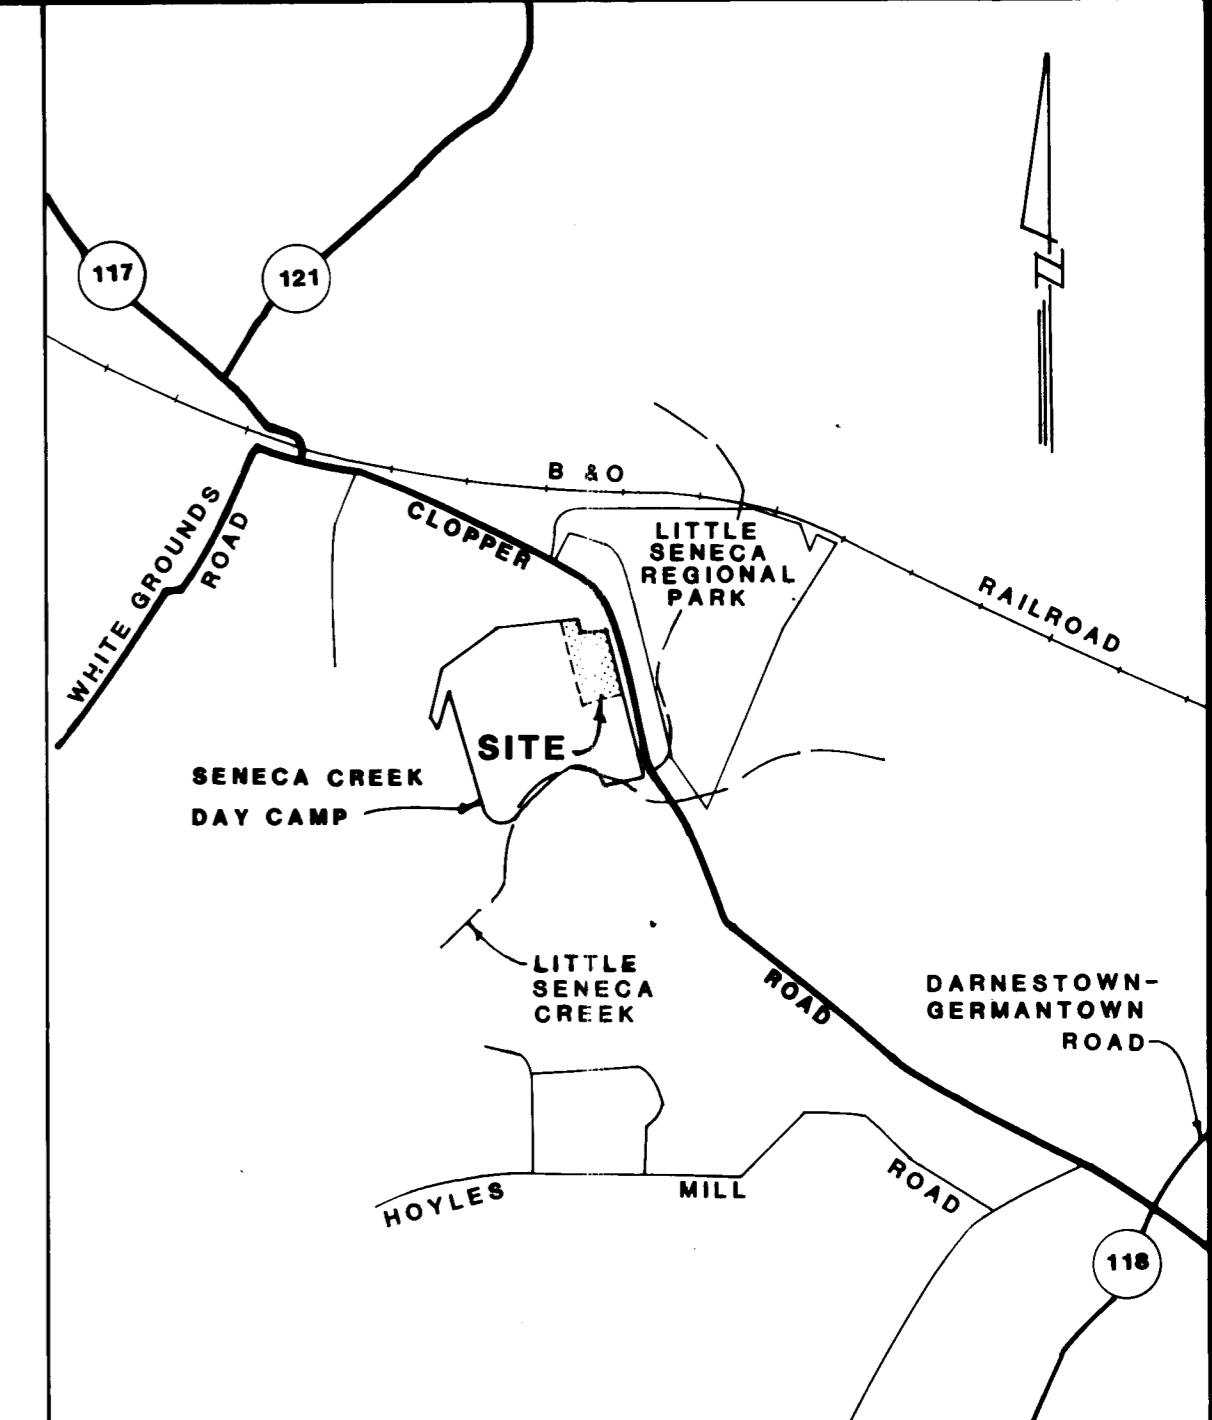 117
121
N
B & O
CLOPPER
WHITE GROUNDS
ROAD
LITTLE
SENECA
REGIONAL
PARK
RAILROAD
SITE
SENECA CREEK
DAY CAMP
LITTLE
SENECA
CREEK
ROAD
DARNESTOWN-
GERMANTOWN
ROAD
HOYLES
MILL
ROAD
118